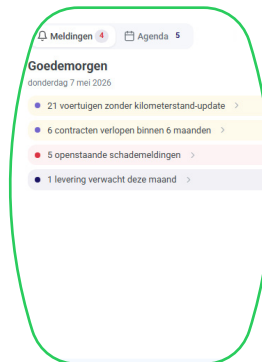 Meldingen 4 Agenda 5
Goedemorgen
donderdag 7 mei 2026
21 voertuigen zonder kilometerstand-update
6 contracten verlopen binnen 6 maanden
5 openstaande schademeldingen
1 levering verwacht deze maand